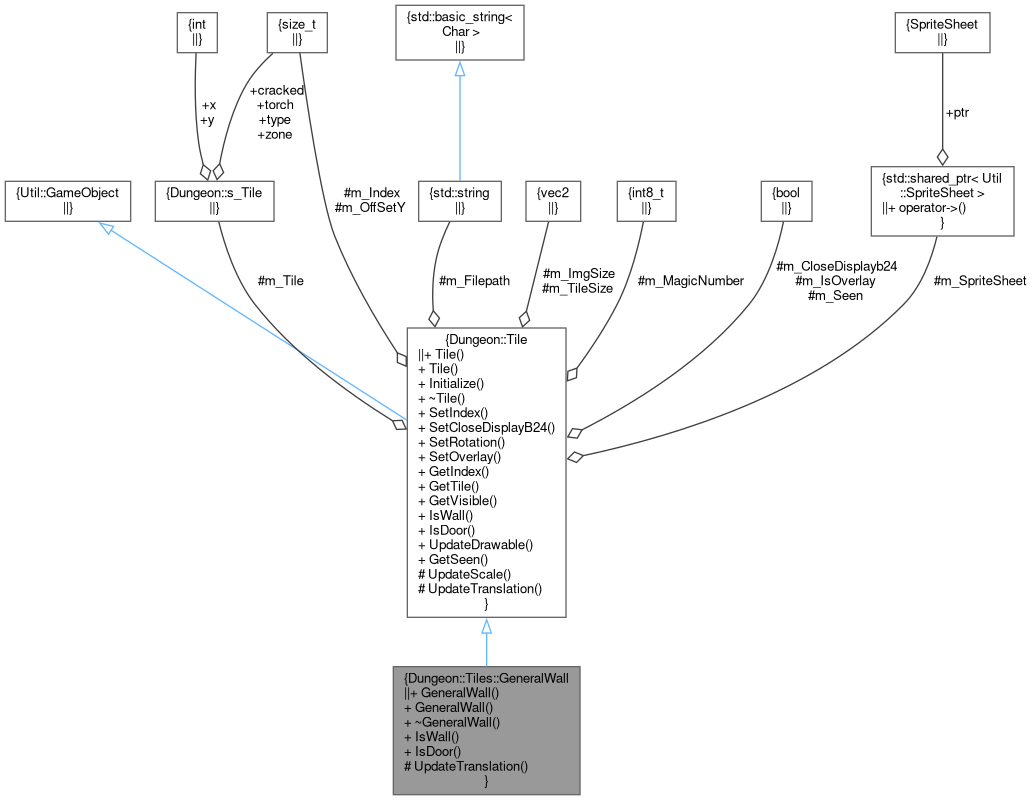 {int
||}
{size_t
||}
{std::basic_string<
Char >
||}
{SpriteSheet
||}
+x
+y
+cracked
+torch
+type
+zone
+ptr
{Util::GameObject
||}
{Dungeon::s_Tile
||}
#m_Index
#m_OffSetY
{std::string
||}
{vec2
||}
{int8_t
||}
{bool
||}
{std::shared_ptr< Util
::SpriteSheet >
||+ operator->()
}
#m_Tile
#m_Filepath
#m_ImgSize
#m_TileSize
#m_MagicNumber
#m_CloseDisplayb24
#m_IsOverlay
#m_Seen
#m_SpriteSheet
{Dungeon::Tile
||+ Tile()
+ Tile()
+ Initialize()
+ ~Tile()
+ SetIndex()
+ SetCloseDisplayB24()
+ SetRotation()
+ SetOverlay()
+ GetIndex()
+ GetTile()
+ GetVisible()
+ IsWall()
+ IsDoor()
+ UpdateDrawable()
+ GetSeen()
# UpdateScale()
# UpdateTranslation()
}
{Dungeon::Tiles::GeneralWall
||+ GeneralWall()
+ GeneralWall()
+ ~GeneralWall()
+ IsWall()
+ IsDoor()
# UpdateTranslation()
}